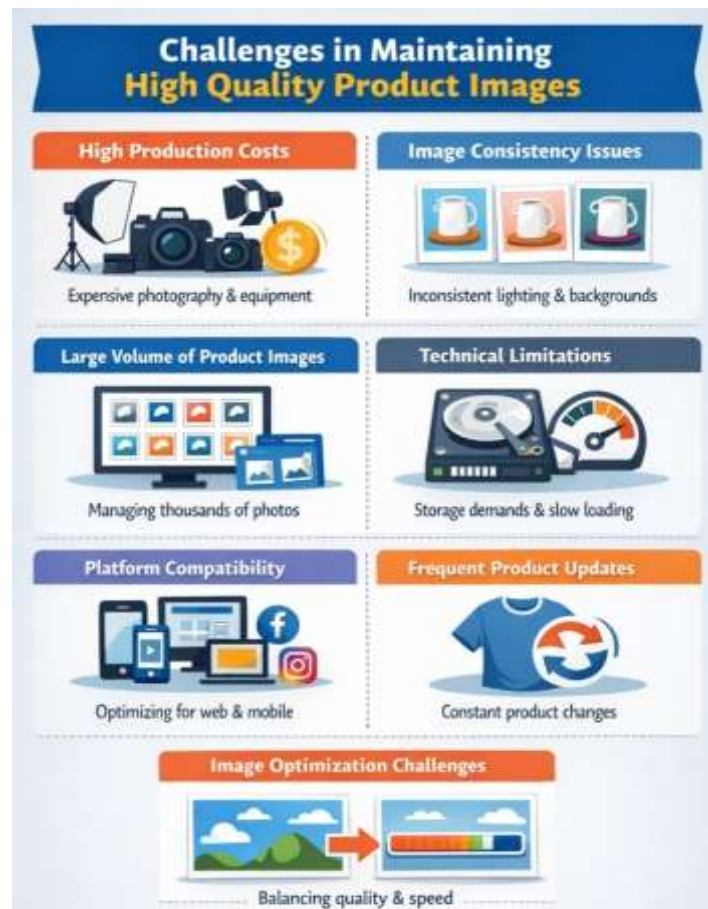 Challenges in Maintaining
High Quality Product Images
High Production Costs
$
Expensive photography & equipment
Image Consistency Issues
Inconsistent lighting & backgrounds
Large Volume of Product Images
Managing thousands of photos
Technical Limitations
Storage demands & slow loading
Platform Compatibility
f
Optimizing for web & mobile
Frequent Product Updates
Constant product changes
Image Optimization Challenges
Balancing quality & speed